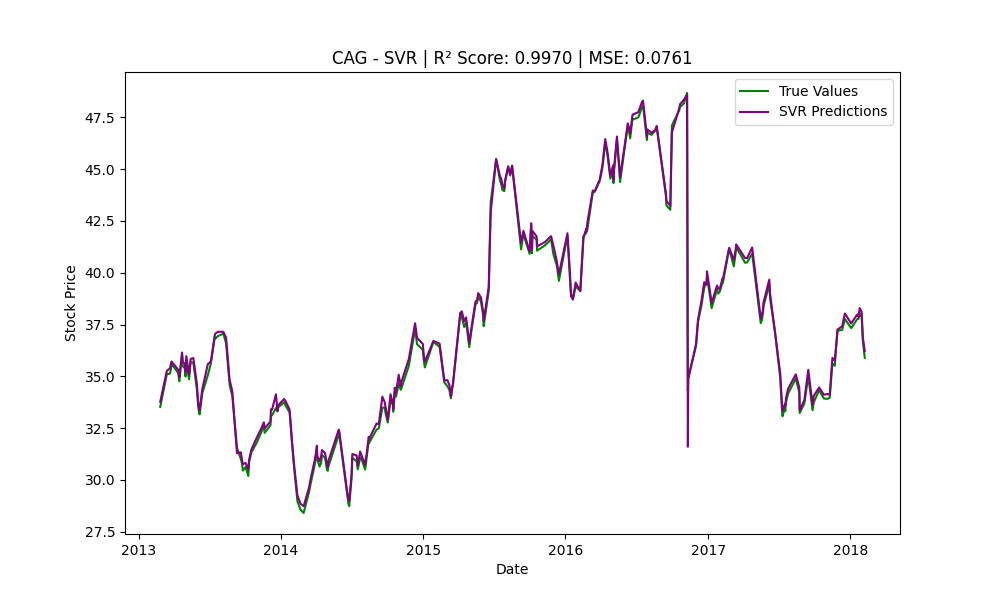 CAG - SVR | R² Score: 0.9970 | MSE: 0.0761
True Values
SVR Predictions
Stock Price
47.5
45.0
42.5
40.0
37.5
35.0
32.5
30.0
27.5
2013 2014 2015 2016 2017 2018
Date